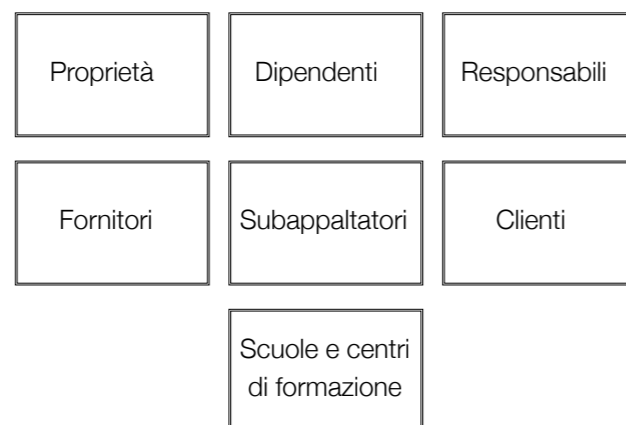 Proprietà
Dipendenti
Responsabili
Fornitori
Subappaltatori
Clienti
Scuole e centri
di formazione